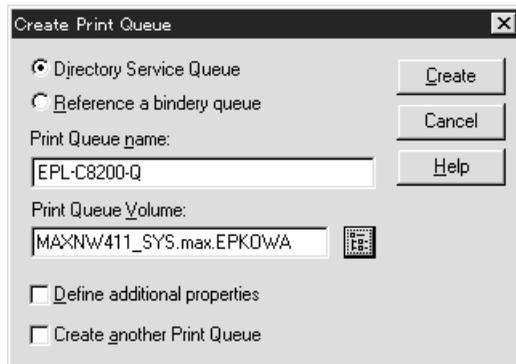 Create Print Queue
Directory Service Queue
Reference a bindery queue
Print Queue name:
EPL-C8200-Q
Print Queue Volume:
MAXNW411_SYS.max.EPKOWA
Define additional properties
Create another Print Queue
Create
Cancel
Help